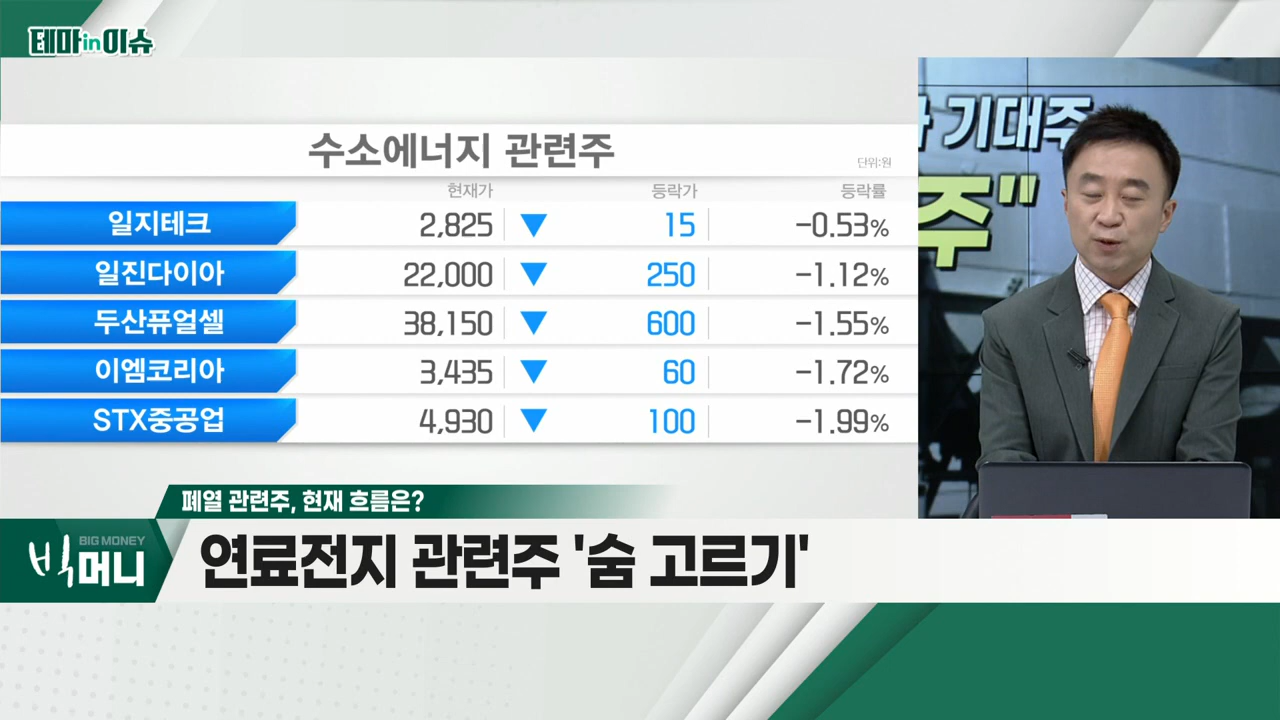 테마in이슈
수소에너지 관련주
단위:원
현재가 등락가 등락률
일지테크 2,825 ▼ 15 -0.53%
일진다이아 22,000 ▼ 250 -1.12%
두산퓨얼셀 38,150 ▼ 600 -1.55%
이엠코리아 3,435 ▼ 60 -1.72%
STX중공업 4,930 ▼ 100 -1.99%
기대주
주"
폐열 관련주, 현재 흐름은?
BIG MONEY
빅머니
연료전지 관련주 '숨 고르기'